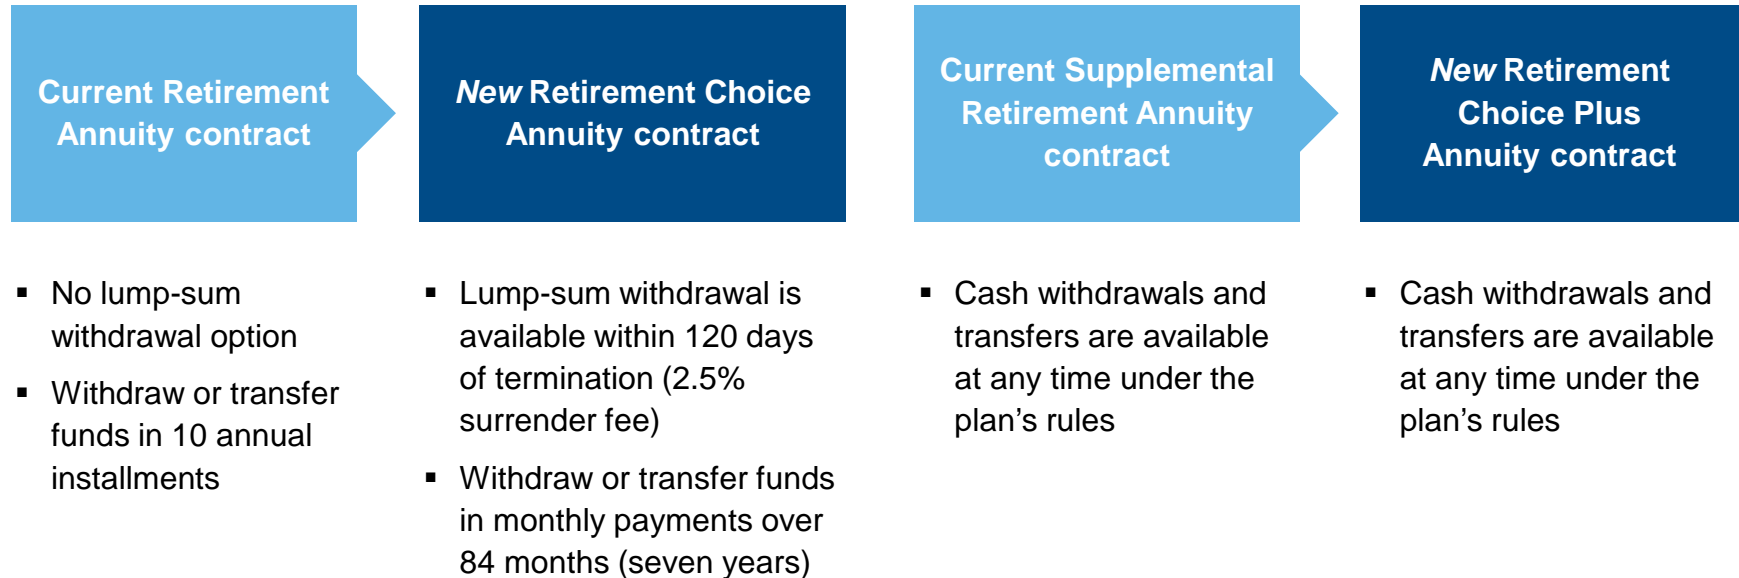 Current Retirement
Annuity contract
New Retirement Choice
Annuity contract
Current Supplemental
Retirement Annuity
contract
New Retirement
Choice Plus
Annuity contract
▪ No lump-sum
withdrawal option
▪ Withdraw or transfer
funds in 10 annual
installments
▪ Lump-sum withdrawal is
available within 120 days
of termination (2.5%
surrender fee)
▪ Withdraw or transfer funds
in monthly payments over
84 months (seven years)
▪ Cash withdrawals and
transfers are available
at any time under the
plan’s rules
▪ Cash withdrawals and
transfers are available
at any time under the
plan’s rules